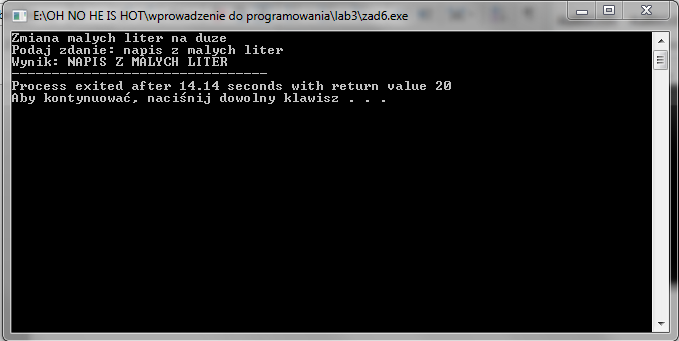 E:\OH NO HE IS HOT\wprowadzenie do programowania\lab3\zad6.exe
Zmiana malych liter na duze
Podaj zdanie: napis z malych liter
Wynik: NAPIS Z MALYCH LITER
--------------------------------
Process exited after 14.14 seconds with return value 20
Aby kontynuować, naciśnij dowolny klawisz . . .